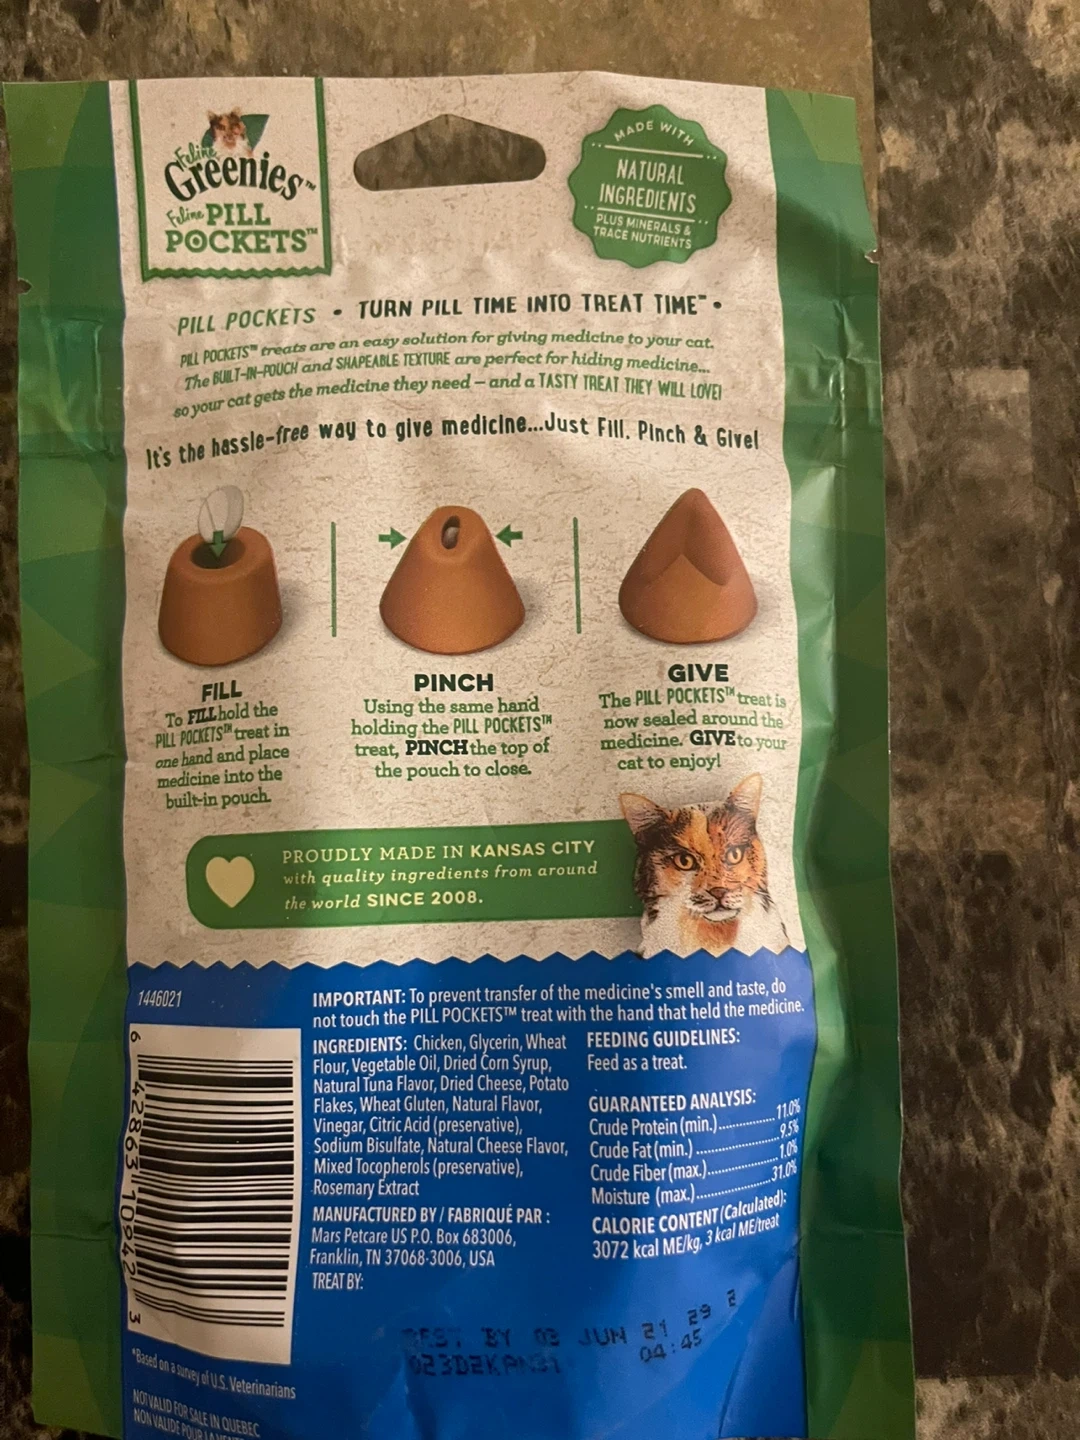 Feline
Greenies™
Feline PILL
POCKETS™
MADE WITH
NATURAL
INGREDIENTS
PLUS MINERALS &
TRACE NUTRIENTS
PILL POCKETS • TURN PILL TIME INTO TREAT TIME™ •
PILL POCKETS™ treats are an easy solution for giving medicine to your cat.
The BUILT-IN-POUCH and SHAPEABLE TEXTURE are perfect for hiding medicine...
so your cat gets the medicine they need – and a TASTY TREAT THEY WILL LOVE!
It's the hassle-free way to give medicine...Just Fill, Pinch & Give!
FILL
To FILL hold the
PILL POCKETS™ treat in
one hand and place
medicine into the
built-in pouch.
PINCH
Using the same hand
holding the PILL POCKETS™
treat, PINCH the top of
the pouch to close.
GIVE
The PILL POCKETS™ treat is
now sealed around the
medicine. GIVE to your
cat to enjoy!
PROUDLY MADE IN KANSAS CITY
with quality ingredients from around
the world SINCE 2008.
1446021
IMPORTANT: To prevent transfer of the medicine's smell and taste, do
not touch the PILL POCKETS™ treat with the hand that held the medicine.
INGREDIENTS: Chicken, Glycerin, Wheat
Flour, Vegetable Oil, Dried Corn Syrup,
Natural Tuna Flavor, Dried Cheese, Potato
Flakes, Wheat Gluten, Natural Flavor,
Vinegar, Citric Acid (preservative),
Sodium Bisulfate, Natural Cheese Flavor,
Mixed Tocopherols (preservative),
Rosemary Extract
MANUFACTURED BY / FABRIQUÉ PAR :
Mars Petcare US P.O. Box 683006,
Franklin, TN 37068-3006, USA
TREAT BY:
FEEDING GUIDELINES:
Feed as a treat.
GUARANTEED ANALYSIS:
Crude Protein (min.)..............11.0%
Crude Fat (min.)..............9.5%
Crude Fiber (max.)..............1.0%
Moisture (max.)..............31.0%
CALORIE CONTENT (Calculated):
3072 kcal ME/kg, 3 kcal ME/treat
6 42863 10942 3
BEST BY 03 JUN 21 29 2
04:45
*Based on a survey of U.S. Veterinarians
NOT VALID FOR SALE IN QUEBEC
NON VALIDE POUR LA